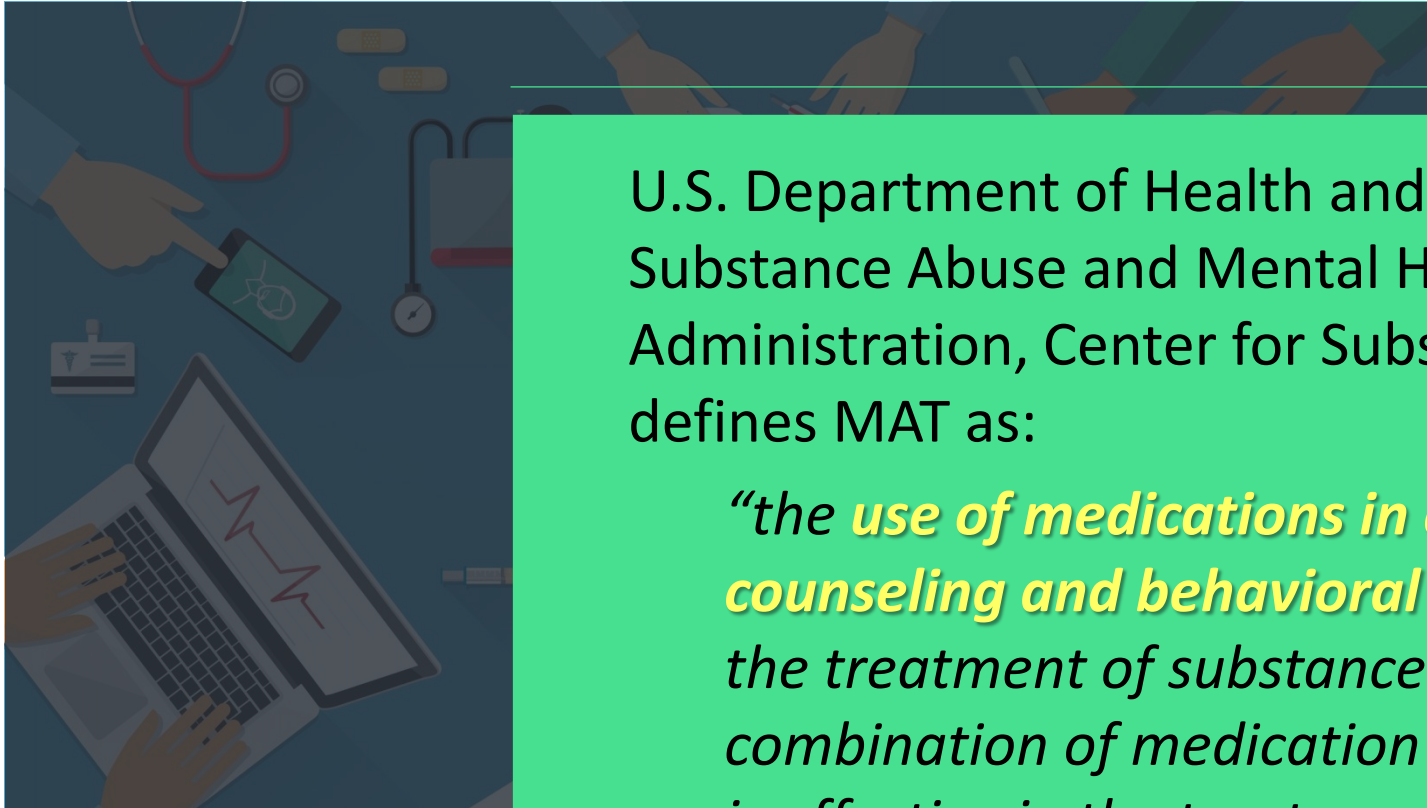 U.S. Department of Health and
Substance Abuse and Mental H
Administration, Center for Subs
defines MAT as:
“the use of medications in
counseling and behavioral
the treatment of substance
combination of medication